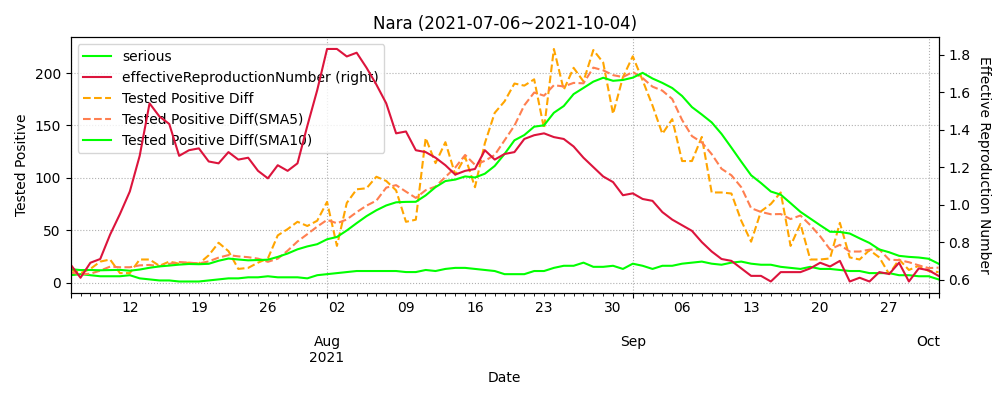 Nara (2021-07-06~2021-10-04)
serious
effectiveReproductionNumber (right)
Tested Positive Diff
Tested Positive Diff(SMA5)
Tested Positive Diff(SMA10)
Tested Positive
200
150
100
50
0
1.8
1.6
1.4
1.2
1.0
0.8
0.6
Effective Reproduction Number
12 19 26 02 09 16 23 30 06 13 20 27
Aug Sep Oct
2021
Date